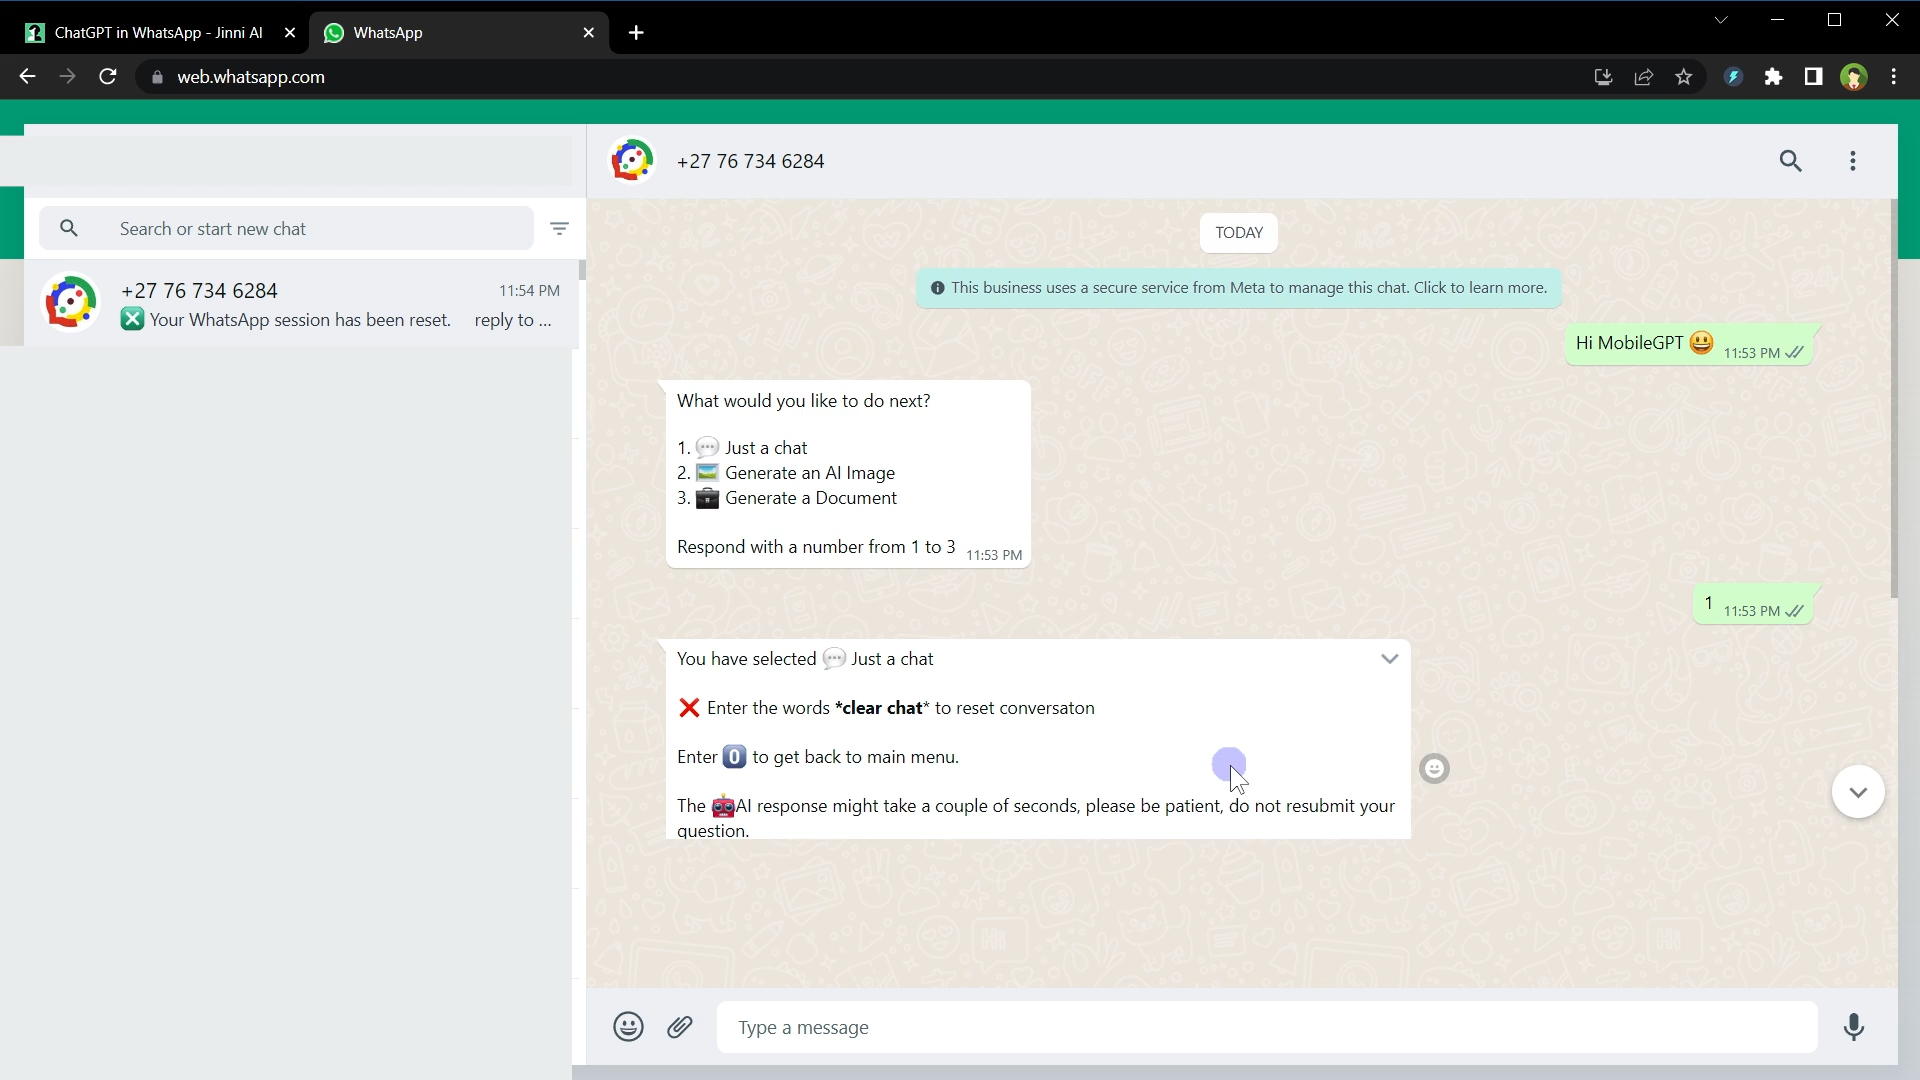 ChatGPT in WhatsApp - Jinni AI
WhatsApp
web.whatsapp.com
Search or start new chat
+27 76 734 6284
11:54 PM
Your WhatsApp session has been reset. reply to ...
+27 76 734 6284
TODAY
This business uses a secure service from Meta to manage this chat. Click to learn more.
Hi MobileGPT 😃 11:53 PM
What would you like to do next?
1. 💬 Just a chat
2. 🖼️ Generate an AI Image
3. 💼 Generate a Document
Respond with a number from 1 to 3 11:53 PM
1 11:53 PM
You have selected 💬 Just a chat
❌ Enter the words *clear chat* to reset conversaton
Enter 0️⃣ to get back to main menu.
The 🤖AI response might take a couple of seconds, please be patient, do not resubmit your
question.
Type a message